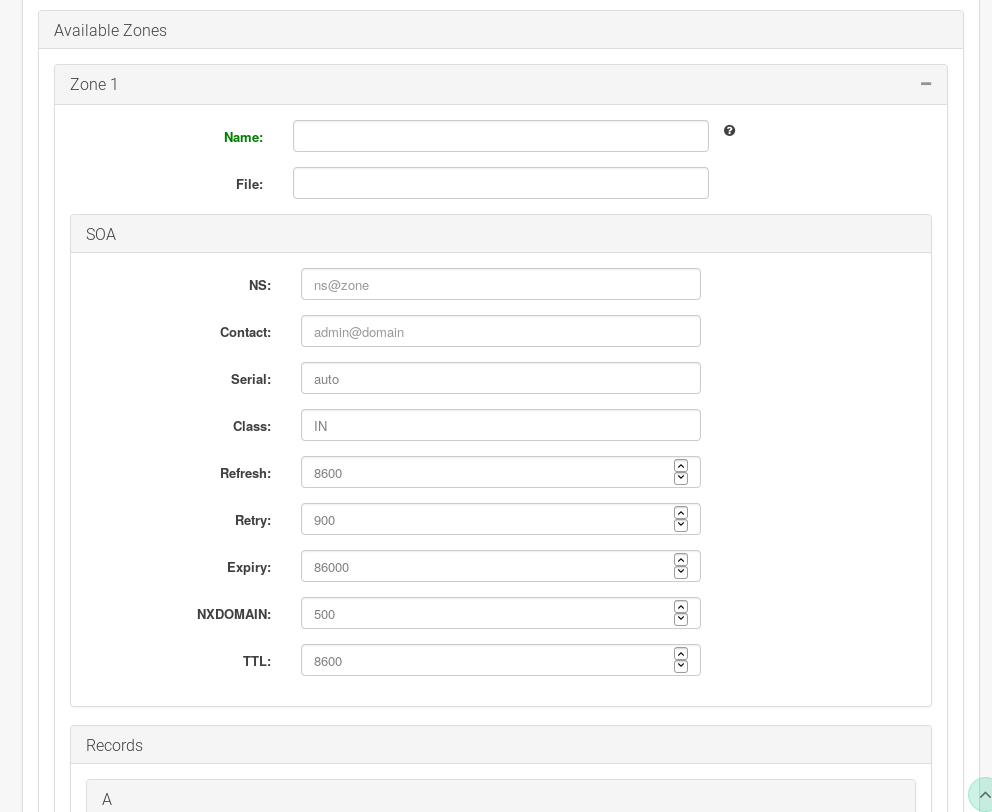 Available Zones
Zone 1
Name:
File:
SOA
NS: ns@zone
Contact: admin@domain
Serial: auto
Class: IN
Refresh: 8600
Retry: 900
Expiry: 86000
NXDOMAIN: 500
TTL: 8600
Records
A